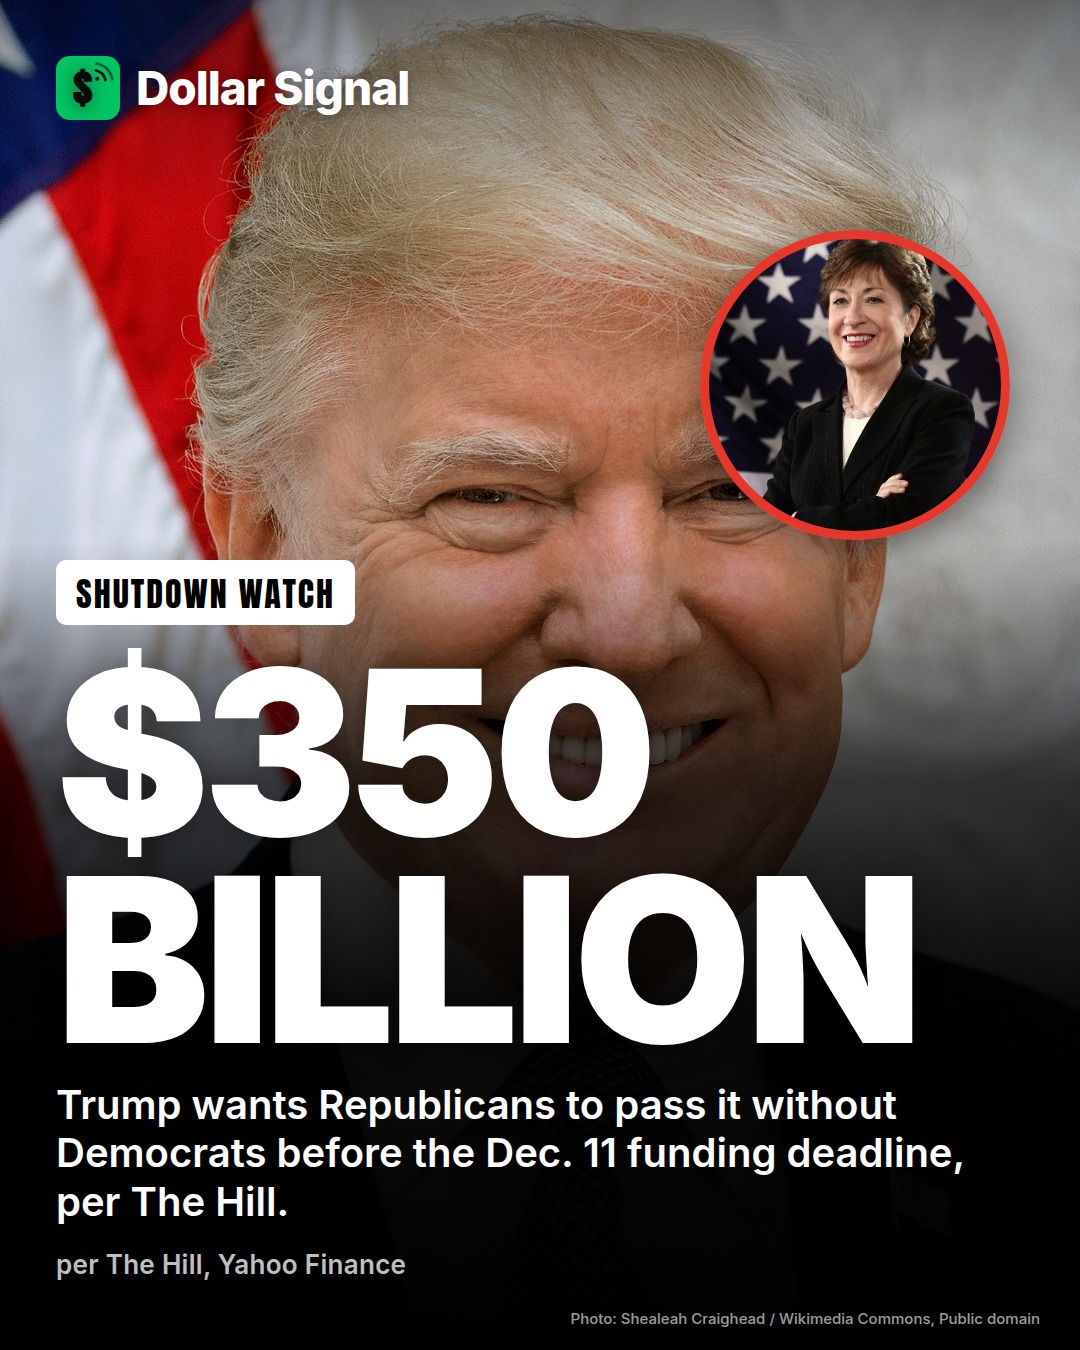 $ Dollar Signal
SHUTDOWN WATCH
$350
BILLION
Trump wants Republicans to pass it without
Democrats before the Dec. 11 funding deadline,
per The Hill.
per The Hill, Yahoo Finance
Photo: Shealeah Craighead / Wikimedia Commons, Public domain